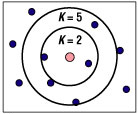 K = 5
K = 2